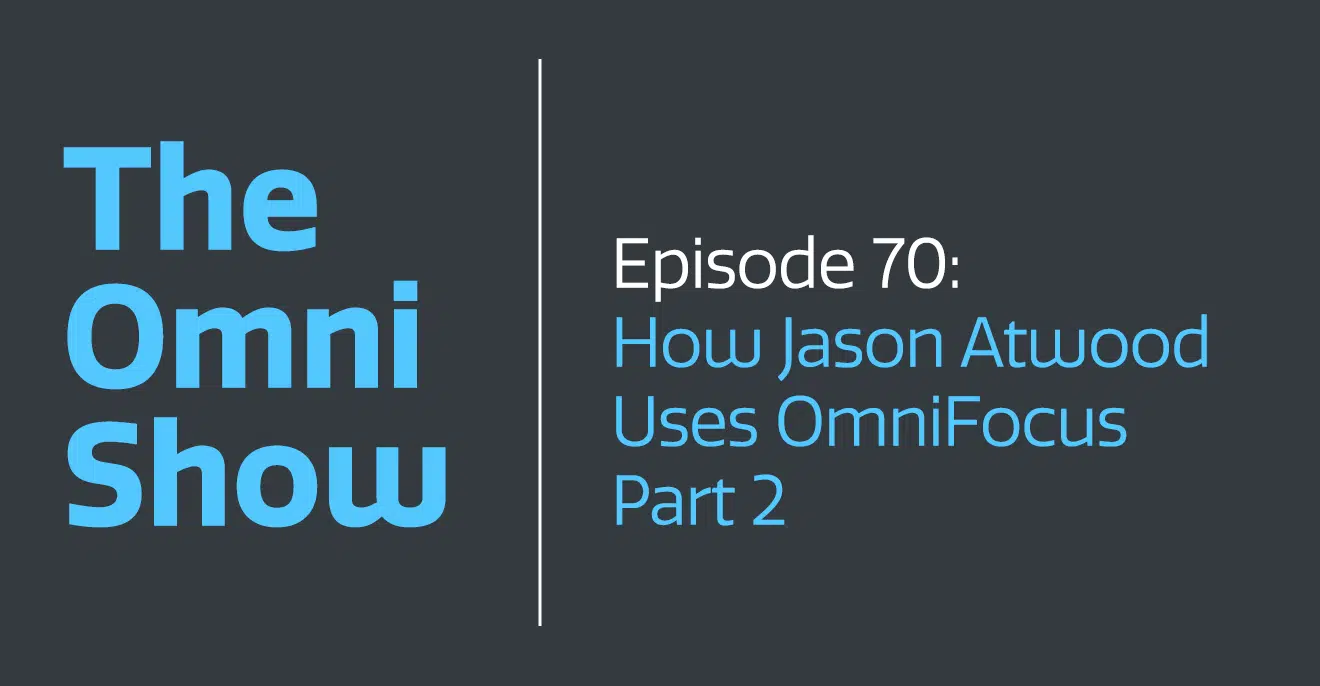 The
Omni
Show
Episode 70:
How Jason Atwood
Uses OmniFocus
Part 2